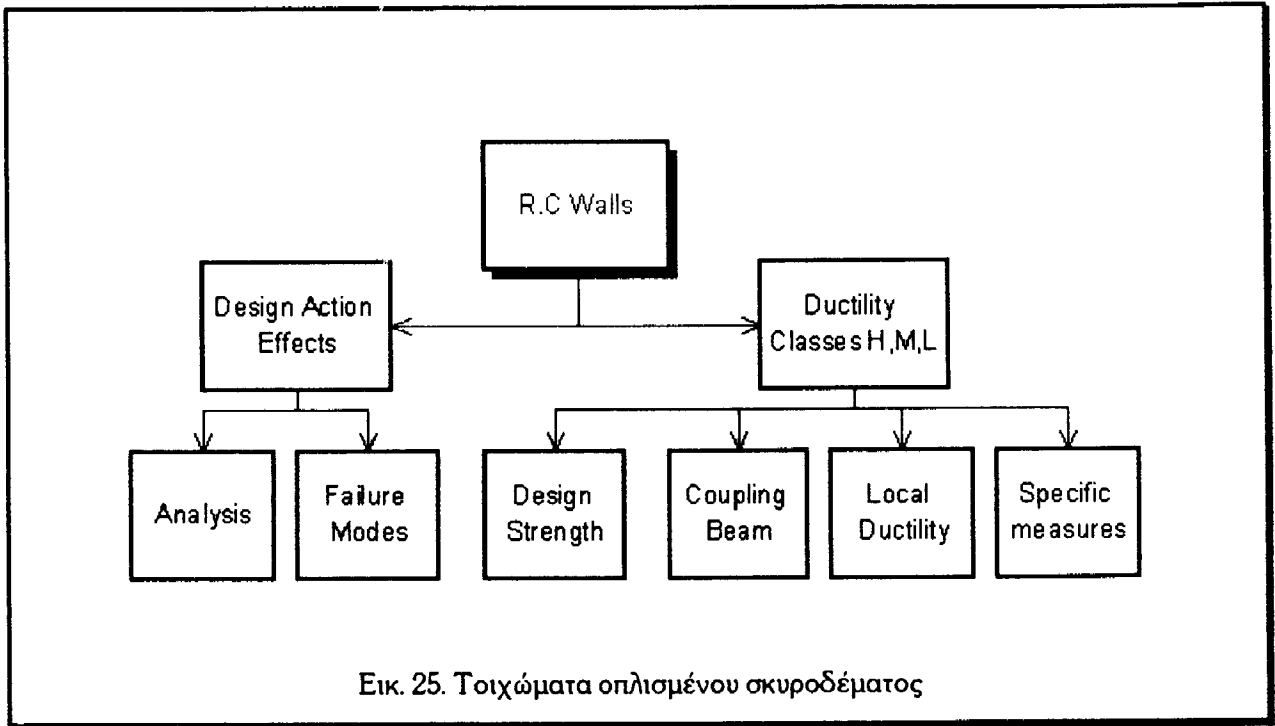 R.C Walls
Design Action
Effects
Ductility
Classes H,M,L
Analysis
Failure
Modes
Design
Strength
Coupling
Beam
Local
Ductility
Specific
measures
Εικ. 25. Τοιχώματα οπλισμένου σκυροδέματος